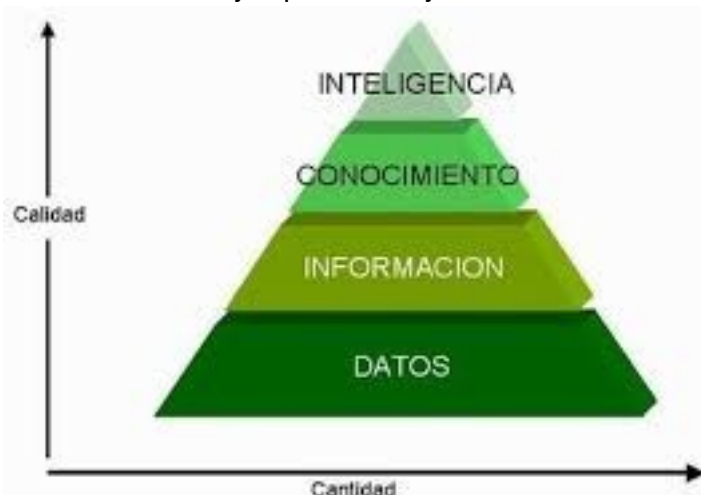 INTELIGENCIA
CONOCIMIENTO
Calidad
INFORMACION
DATOS
Cantidad